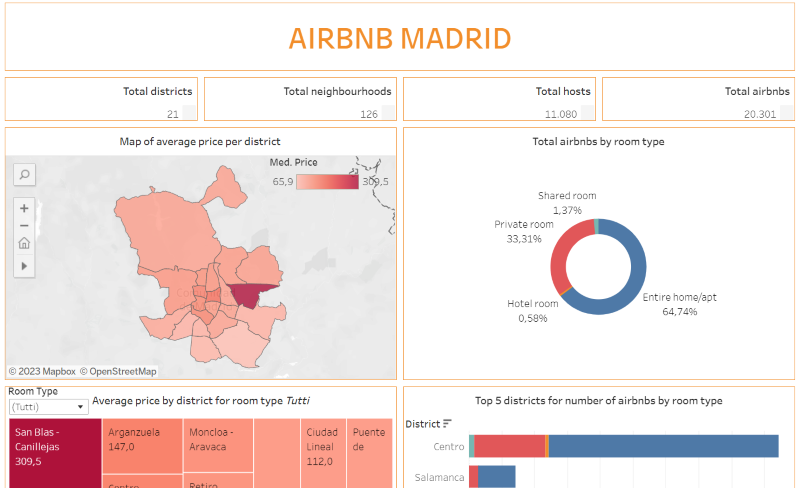 AIRBNB MADRID
Total districts
21
Total neighbourhoods
126
Total hosts
11.080
Total airbnbs
20.301
Map of average price per district
Med. Price
65,9
309,5
© 2023 Mapbox © OpenStreetMap
Total airbnbs by room type
Shared room
1,37%
Private room
33,31%
Hotel room
0,58%
Entire home/apt
64,74%
Room Type
(Tutti)
Average price by district for room type Tutti
San Blas -
Canillejas
309,5
Arganzuela
147,0
Centro
Moncloa -
Aravaca
Retiro
Ciudad
Lineal
112,0
Puente
de
Top 5 districts for number of airbnbs by room type
District
Centro
Salamanca